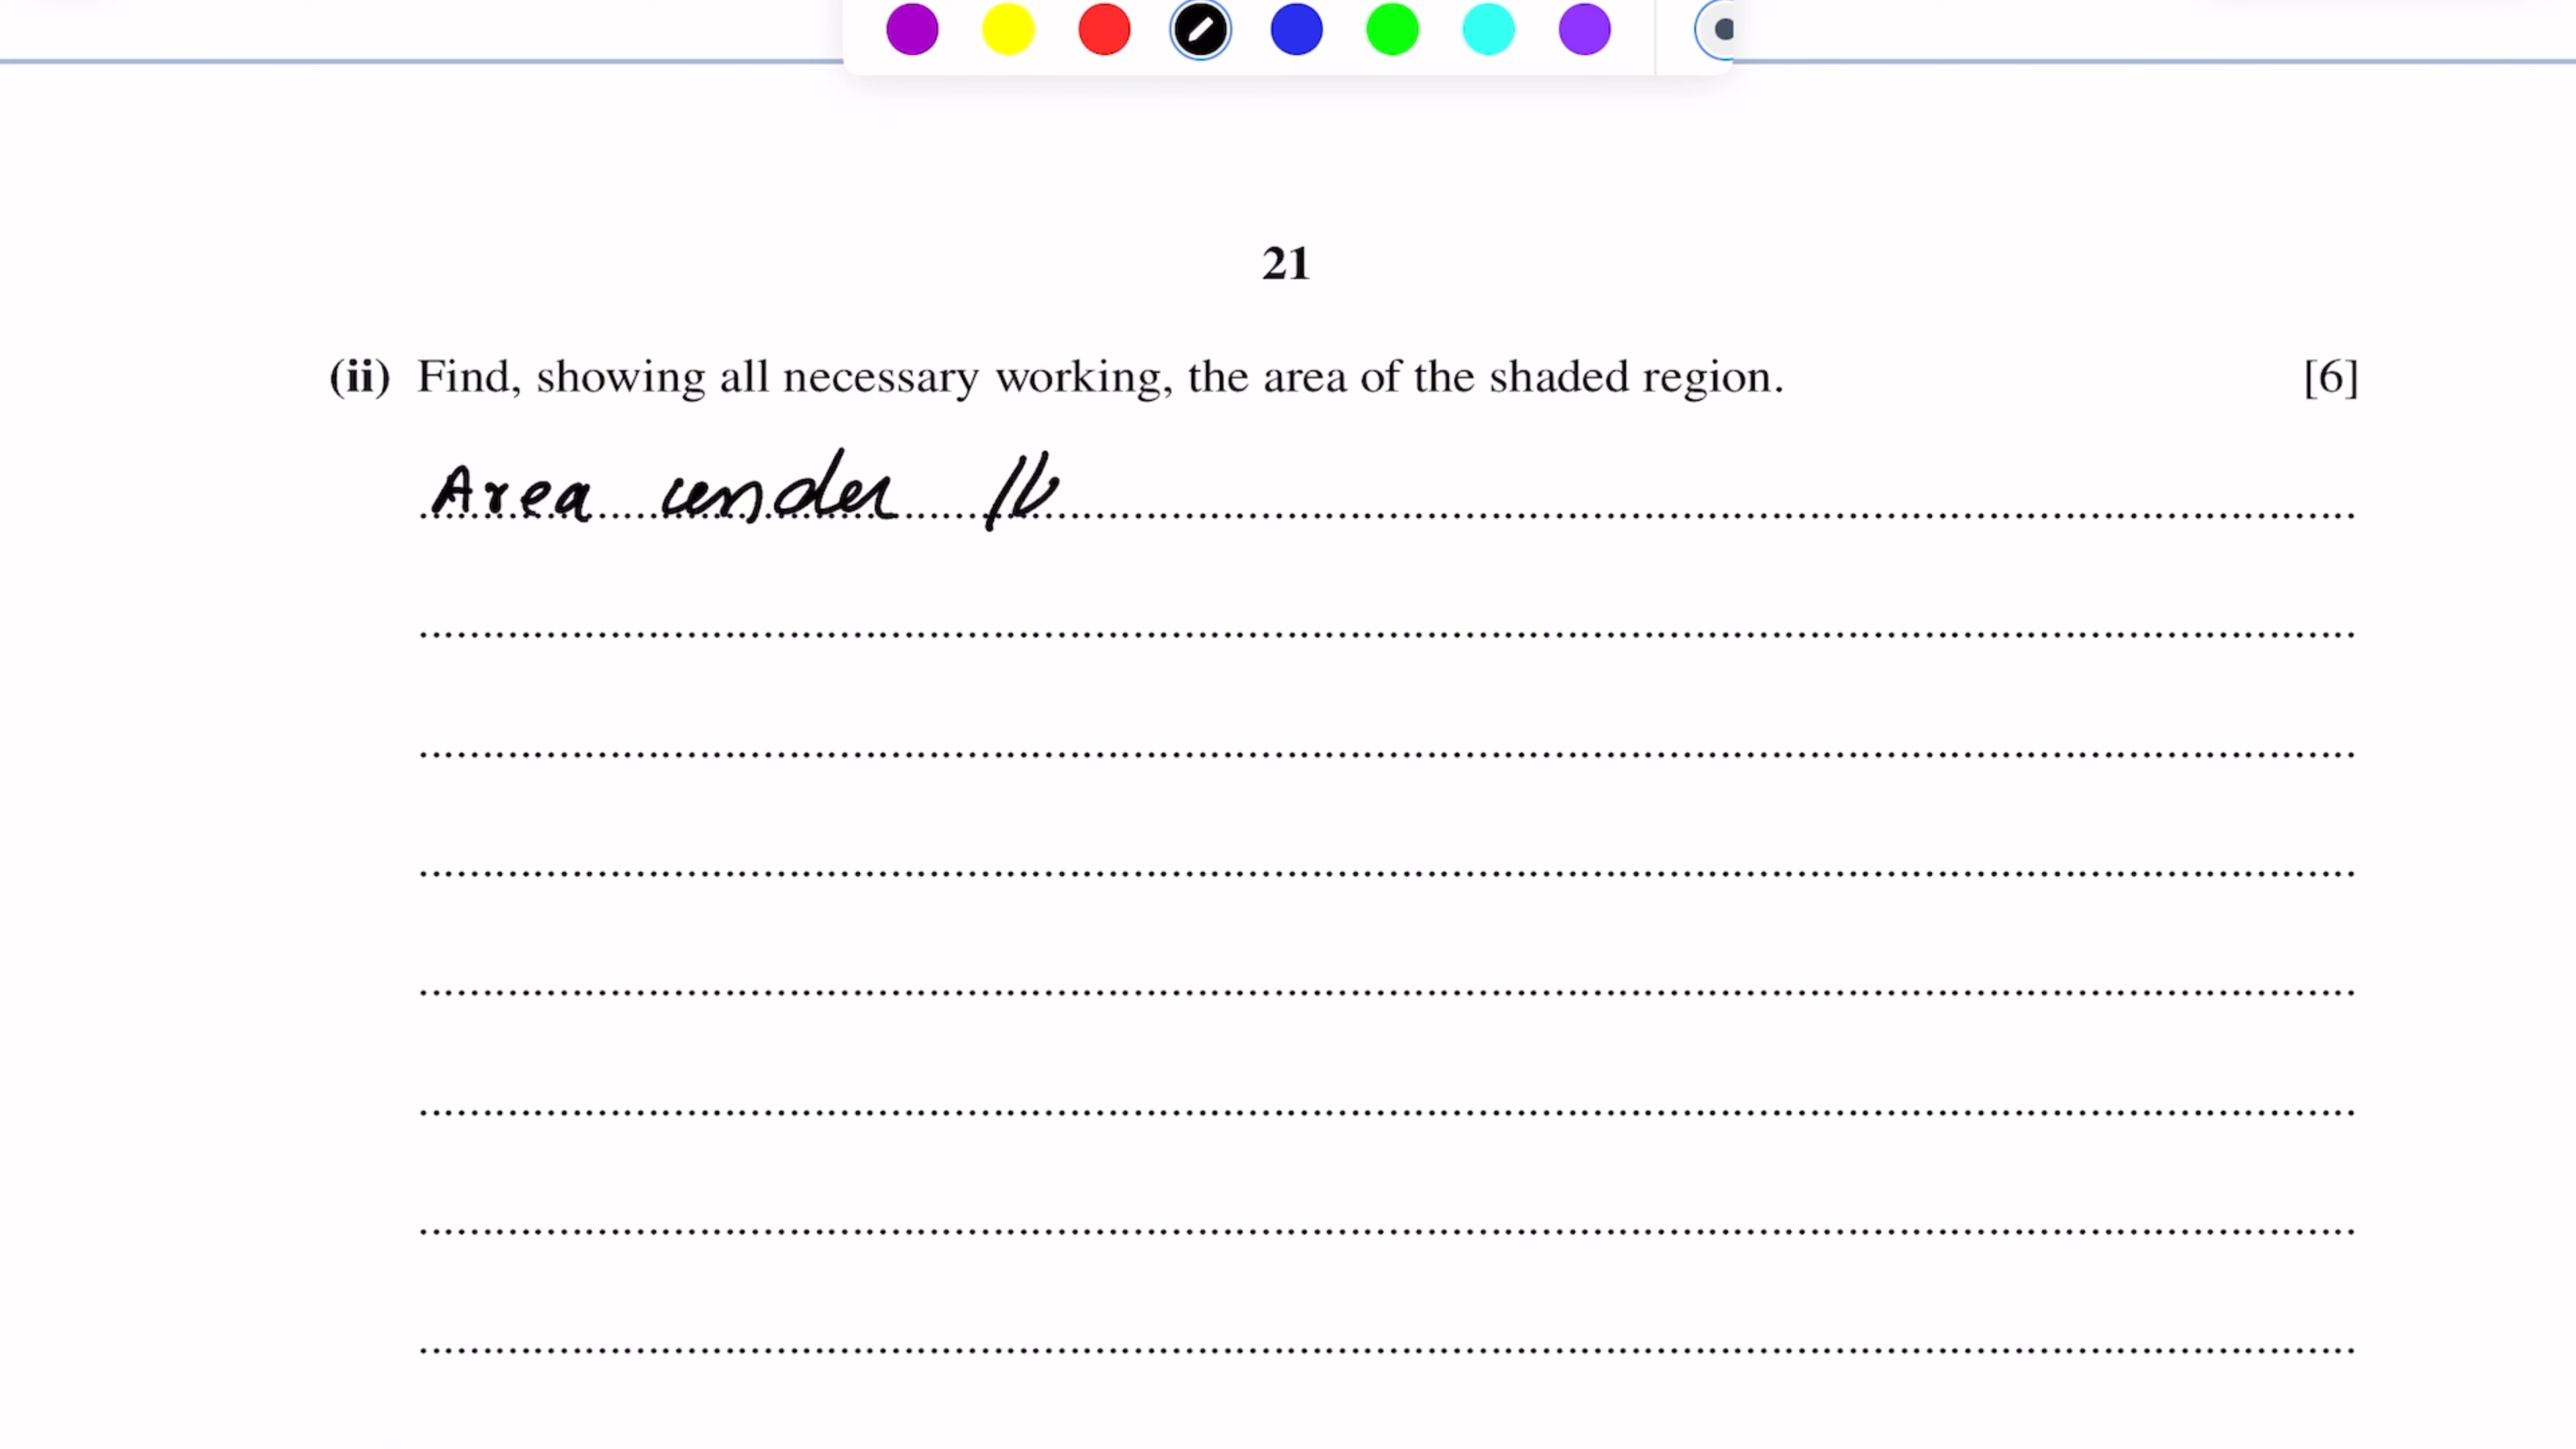 21
(ii) Find, showing all necessary working, the area of the shaded region. [6]
Area under